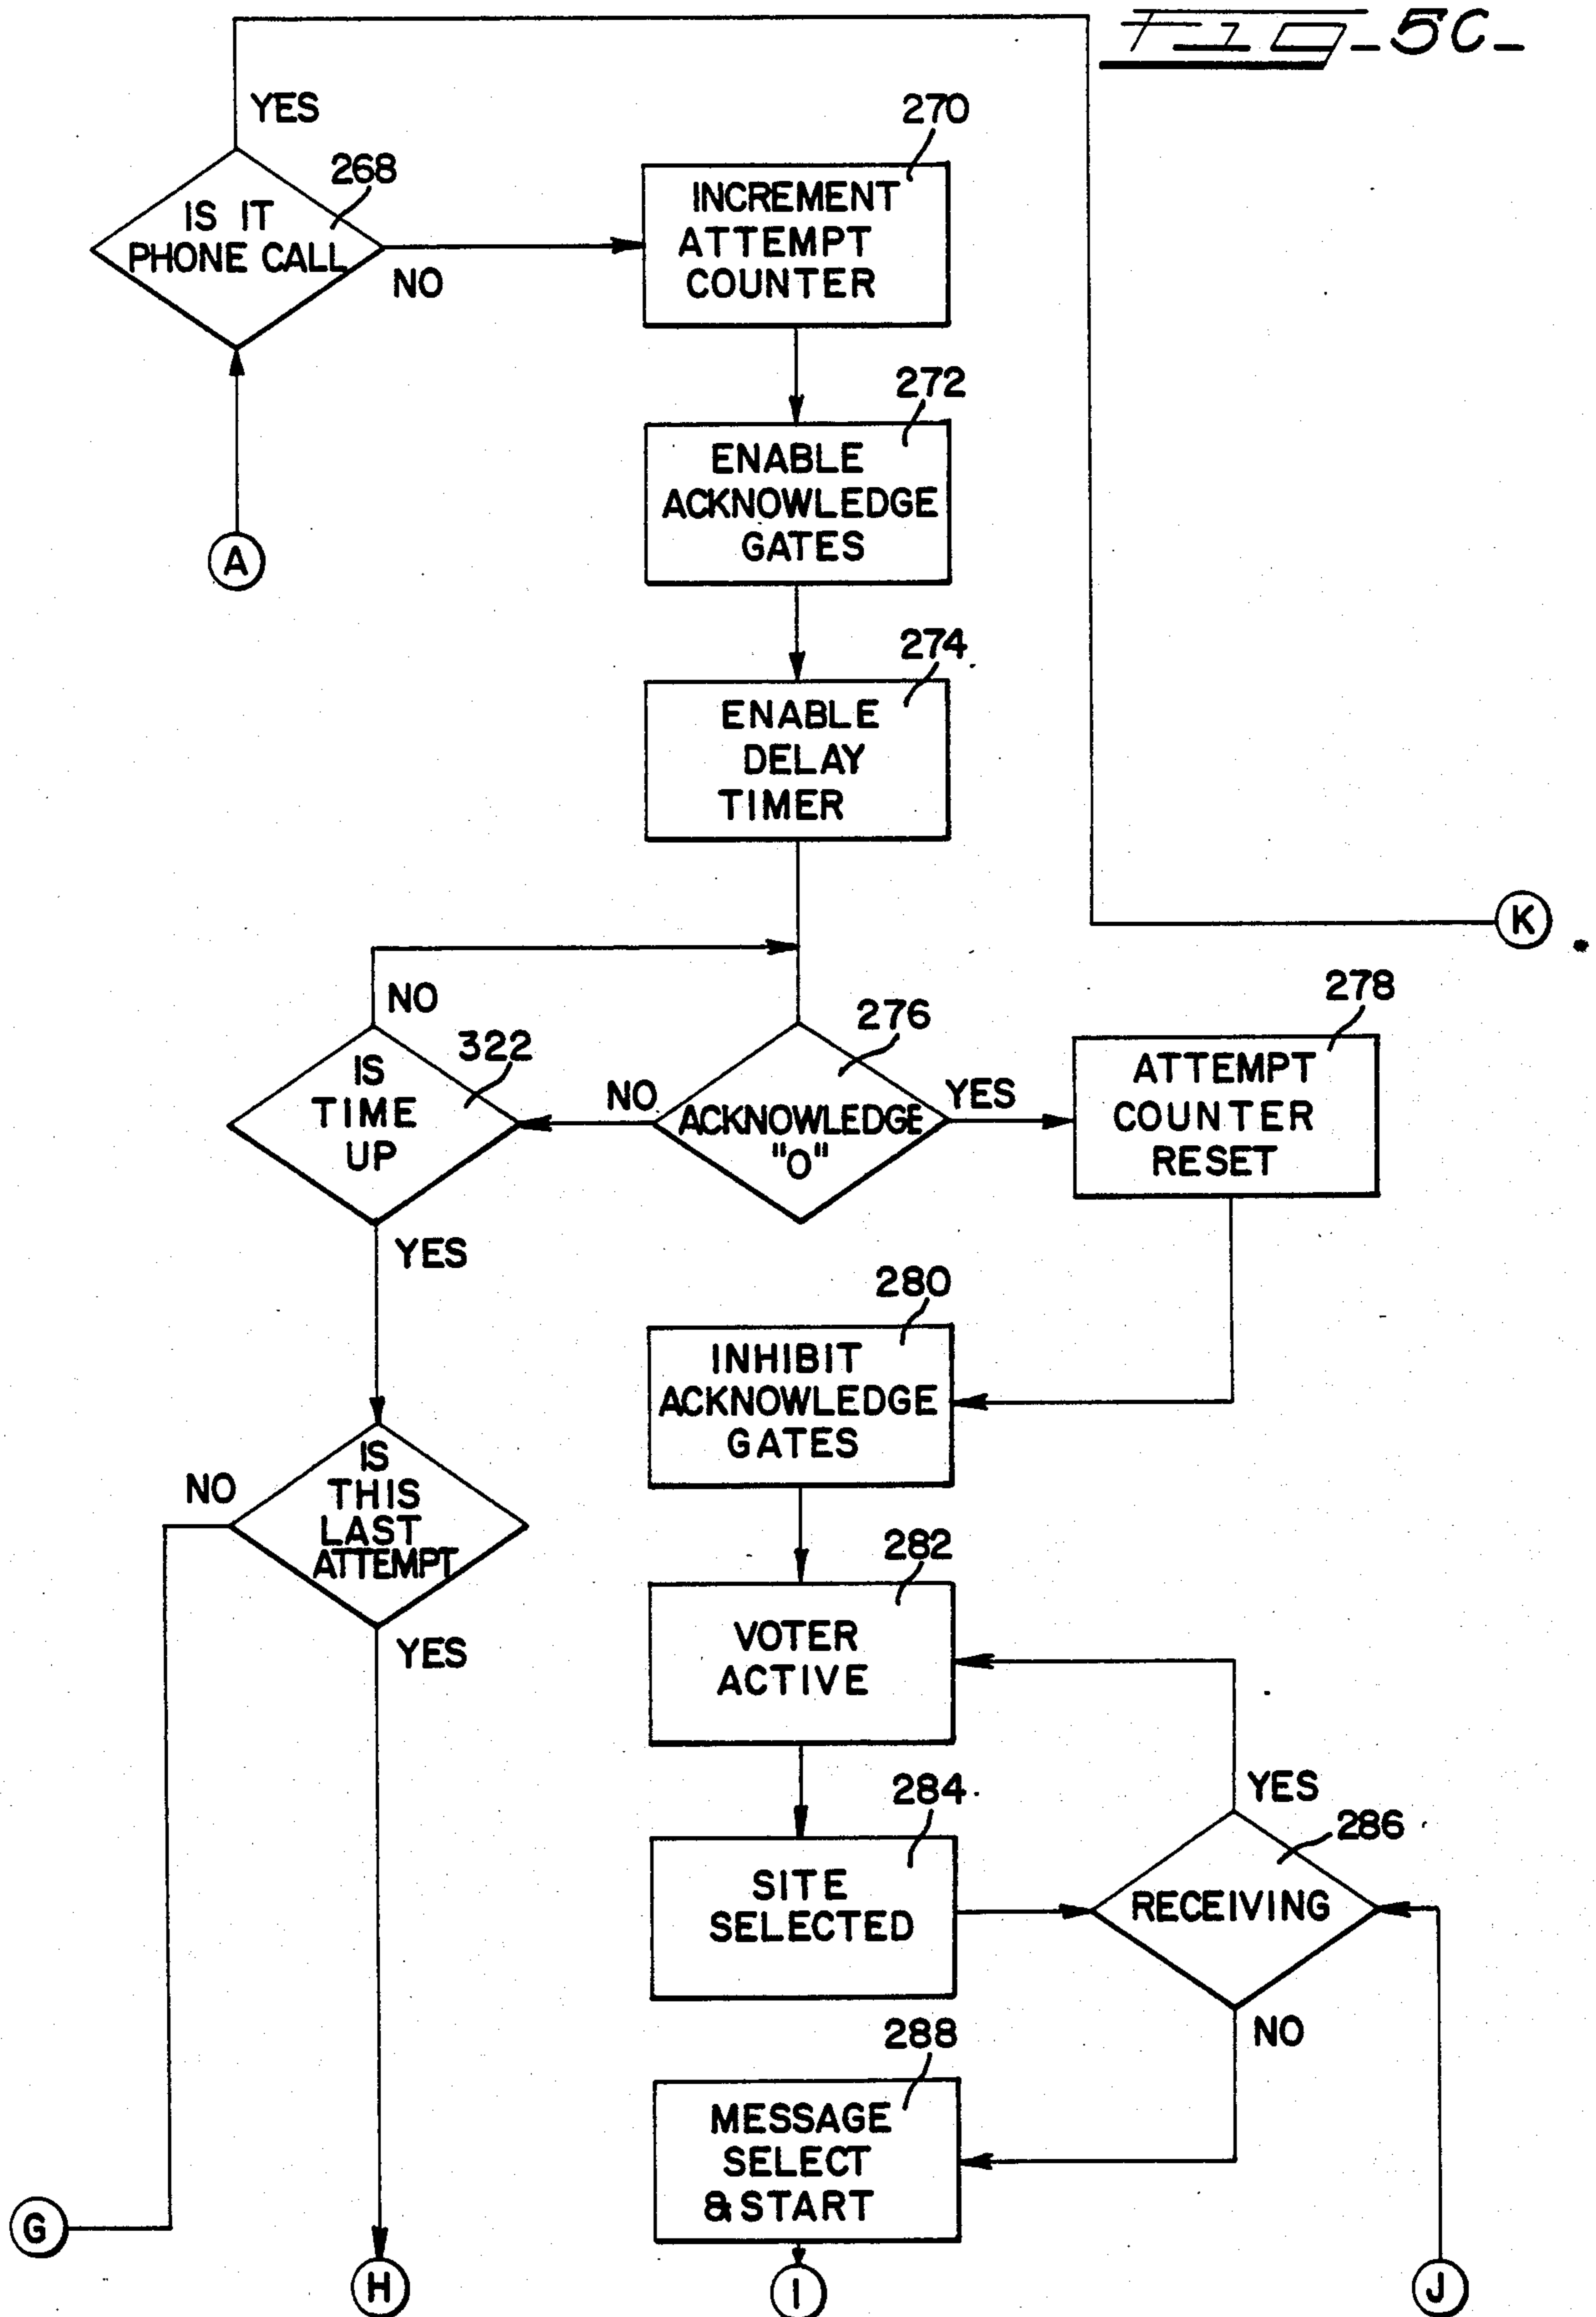 FIG_5C_
YES
268
IS IT
PHONE CALL
NO
270
INCREMENT
ATTEMPT
COUNTER
272
ENABLE
ACKNOWLEDGE
GATES
A
274
ENABLE
DELAY
TIMER
K
NO
322
IS
TIME
UP
YES
276
NO
ACKNOWLEDGE
"0"
YES
278
ATTEMPT
COUNTER
RESET
280
INHIBIT
ACKNOWLEDGE
GATES
NO
IS
THIS
LAST
ATTEMPT
YES
282
VOTER
ACTIVE
284
SITE
SELECTED
YES
286
RECEIVING
NO
288
MESSAGE
SELECT
& START
G
H
I
J